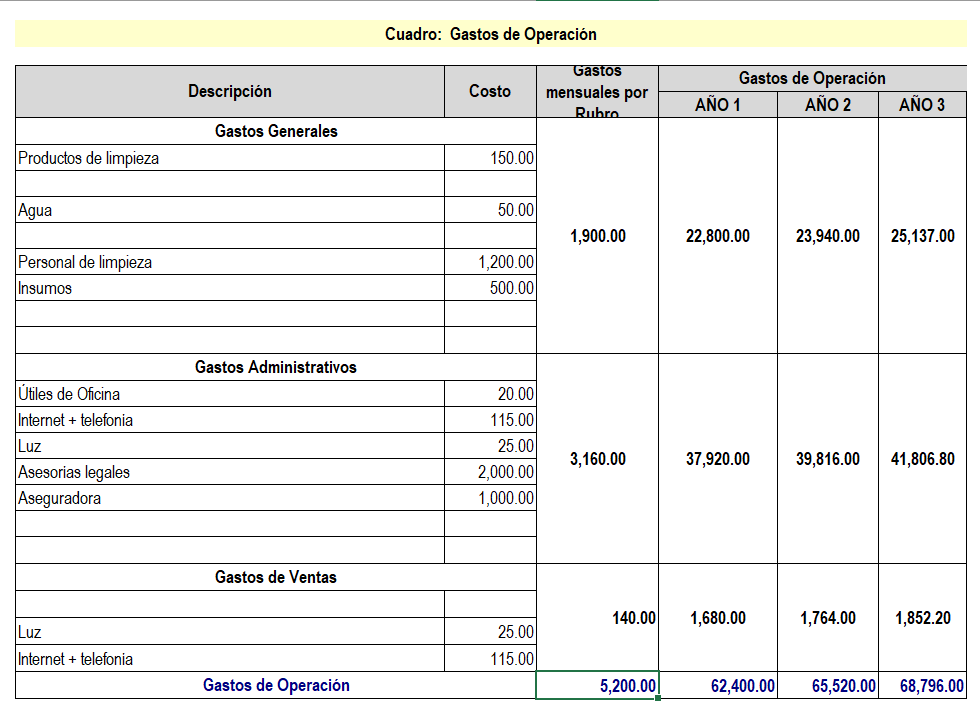 Cuadro:  Gastos de Operación
Descripción
Costo
Gastos mensuales por Rubro
Gastos de Operación
AÑO 1
AÑO 2
AÑO 3
Gastos Generales
Productos de limpieza 150.00
Agua 50.00
1,900.00 22,800.00 23,940.00 25,137.00
Personal de limpieza 1,200.00
Insumos 500.00
Gastos Administrativos
Útiles de Oficina 20.00
Internet + telefonia 115.00
Luz 25.00
3,160.00 37,920.00 39,816.00 41,806.80
Asesorias legales 2,000.00
Aseguradora 1,000.00
Gastos de Ventas
140.00 1,680.00 1,764.00 1,852.20
Luz 25.00
Internet + telefonia 115.00
Gastos de Operación 5,200.00 62,400.00 65,520.00 68,796.00